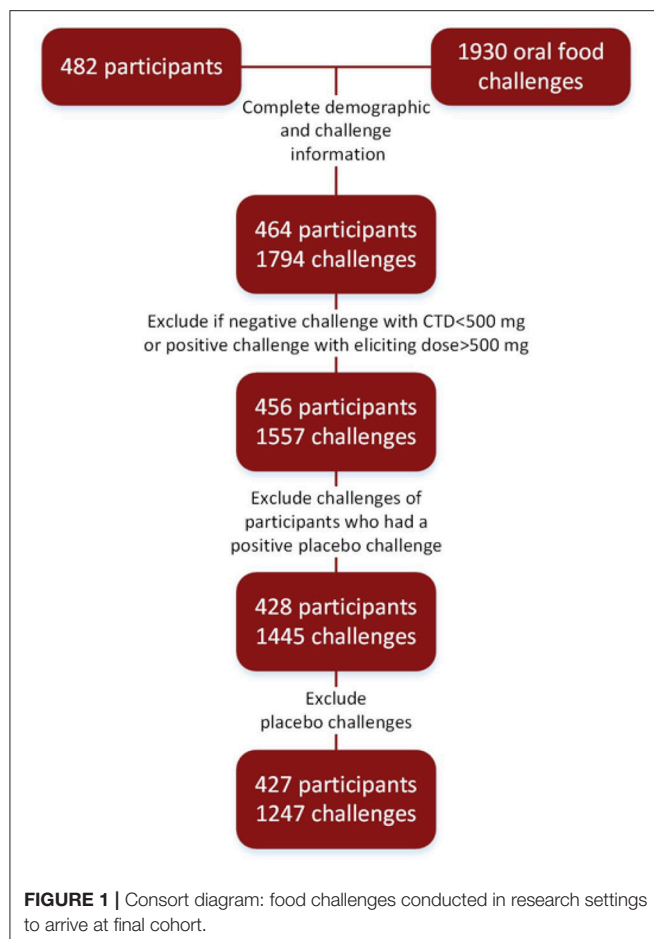 482 participants
1930 oral food
challenges
Complete demographic
and challenge
information
464 participants
1794 challenges
Exclude if negative challenge with CTD<500 mg
or positive challenge with eliciting dose>500 mg
456 participants
1557 challenges
Exclude challenges of
participants who had a
positive placebo challenge
428 participants
1445 challenges
Exclude
placebo challenges
427 participants
1247 challenges
FIGURE 1 | Consort diagram: food challenges conducted in research settings
to arrive at final cohort.